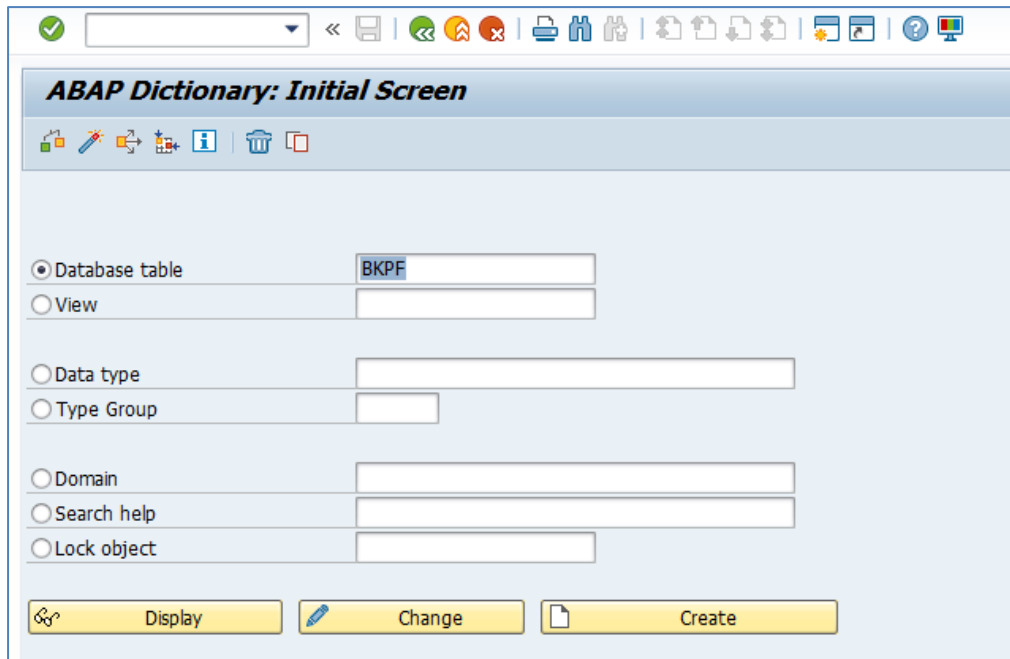 ABAP Dictionary: Initial Screen
Database table BKPF
View
Data type
Type Group
Domain
Search help
Lock object
Display Change Create